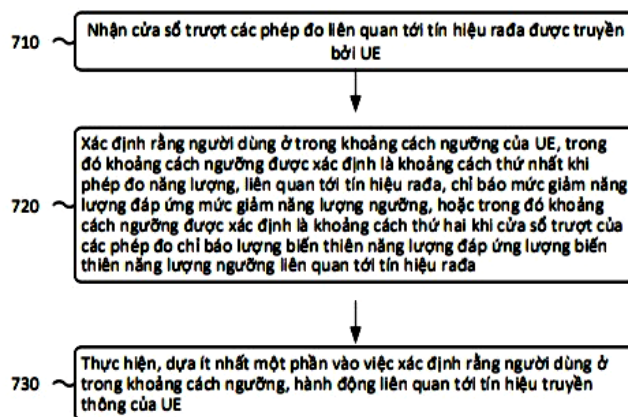 710
Nhận cửa sổ trượt các phép đo liên quan tới tín hiệu rađa được truyền
bởi UE
720
Xác định rằng người dùng ở trong khoảng cách ngưỡng của UE, trong
đó khoảng cách ngưỡng được xác định là khoảng cách thứ nhất khi
phép đo năng lượng, liên quan tới tín hiệu rađa, chỉ báo mức giảm năng
lượng đáp ứng mức giảm năng lượng ngưỡng, hoặc trong đó khoảng
cách ngưỡng được xác định là khoảng cách thứ hai khi cửa sổ trượt của
các phép đo chỉ báo lượng biến thiên năng lượng đáp ứng lượng biến
thiên năng lượng ngưỡng liên quan tới tín hiệu rađa
730
Thực hiện, dựa ít nhất một phần vào việc xác định rằng người dùng ở
trong khoảng cách ngưỡng, hành động liên quan tới tín hiệu truyền
thông của UE